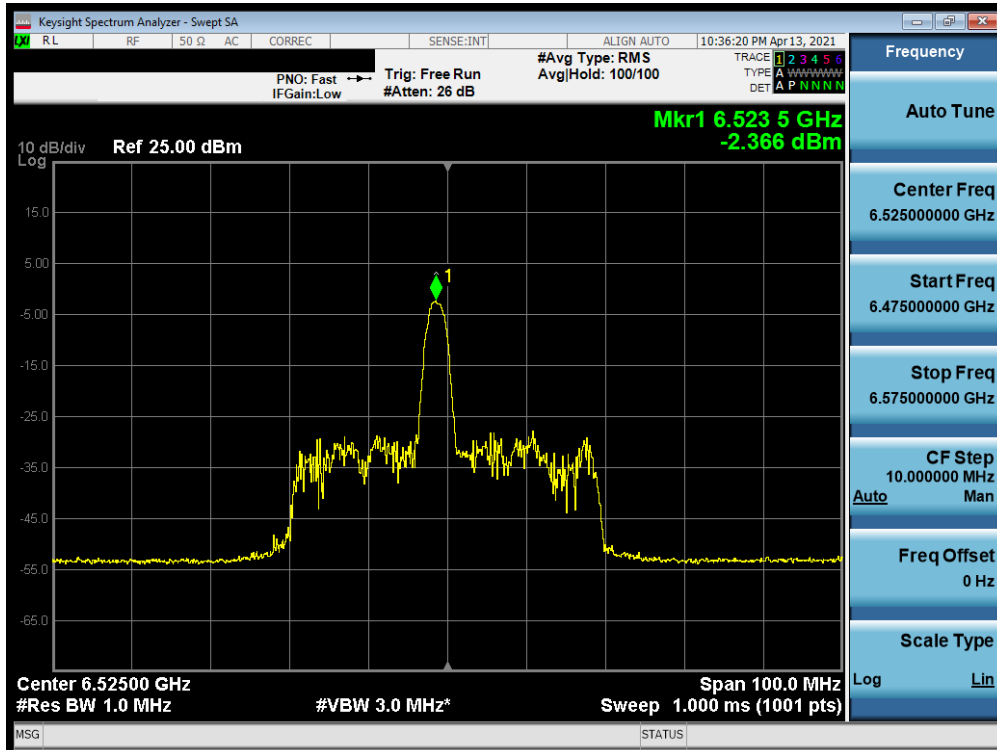 Keysight Spectrum Analyzer - Swept SA
LXI RL RF 50 Ω AC CORREC SENSE:INT ALIGN AUTO 10:36:20 PM Apr 13, 2021
PNO: Fast Trig: Free Run #Avg Type: RMS TRACE 1 2 3 4 5 6
IFGain:Low #Atten: 26 dB Avg|Hold: 100/100 TYPE A WWWWW
DET A P N N N N
Mkr1 6.523 5 GHz
-2.366 dBm
10 dB/div Ref 25.00 dBm
Log
15.0
5.00
-5.00
-15.0
-25.0
-35.0
-45.0
-55.0
-65.0
1
Center 6.52500 GHz Span 100.0 MHz
#Res BW 1.0 MHz #VBW 3.0 MHz* Sweep 1.000 ms (1001 pts)
MSG STATUS
Frequency
Auto Tune
Center Freq
6.525000000 GHz
Start Freq
6.475000000 GHz
Stop Freq
6.575000000 GHz
CF Step
10.000000 MHz
Auto Man
Freq Offset
0 Hz
Scale Type
Log Lin